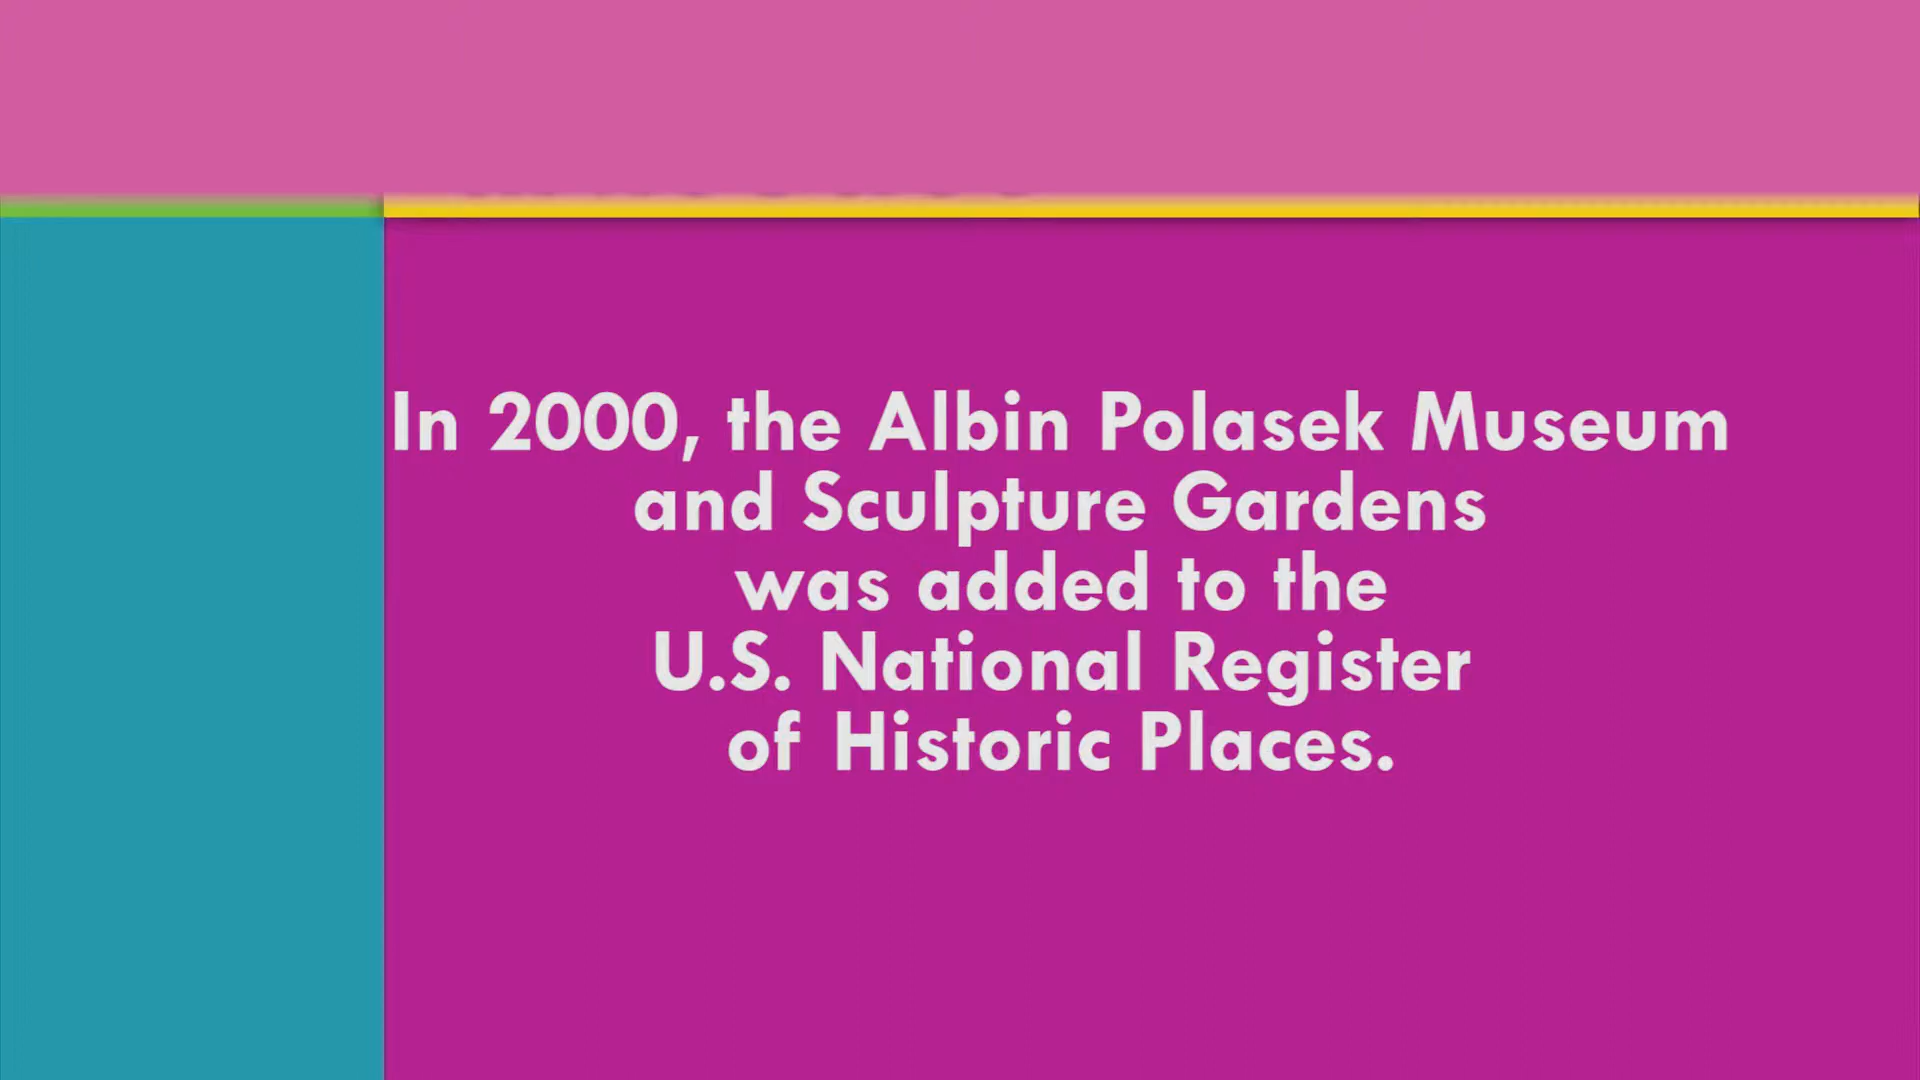 In 2000, the Albin Polasek Museum
and Sculpture Gardens
was added to the
U.S. National Register
of Historic Places.